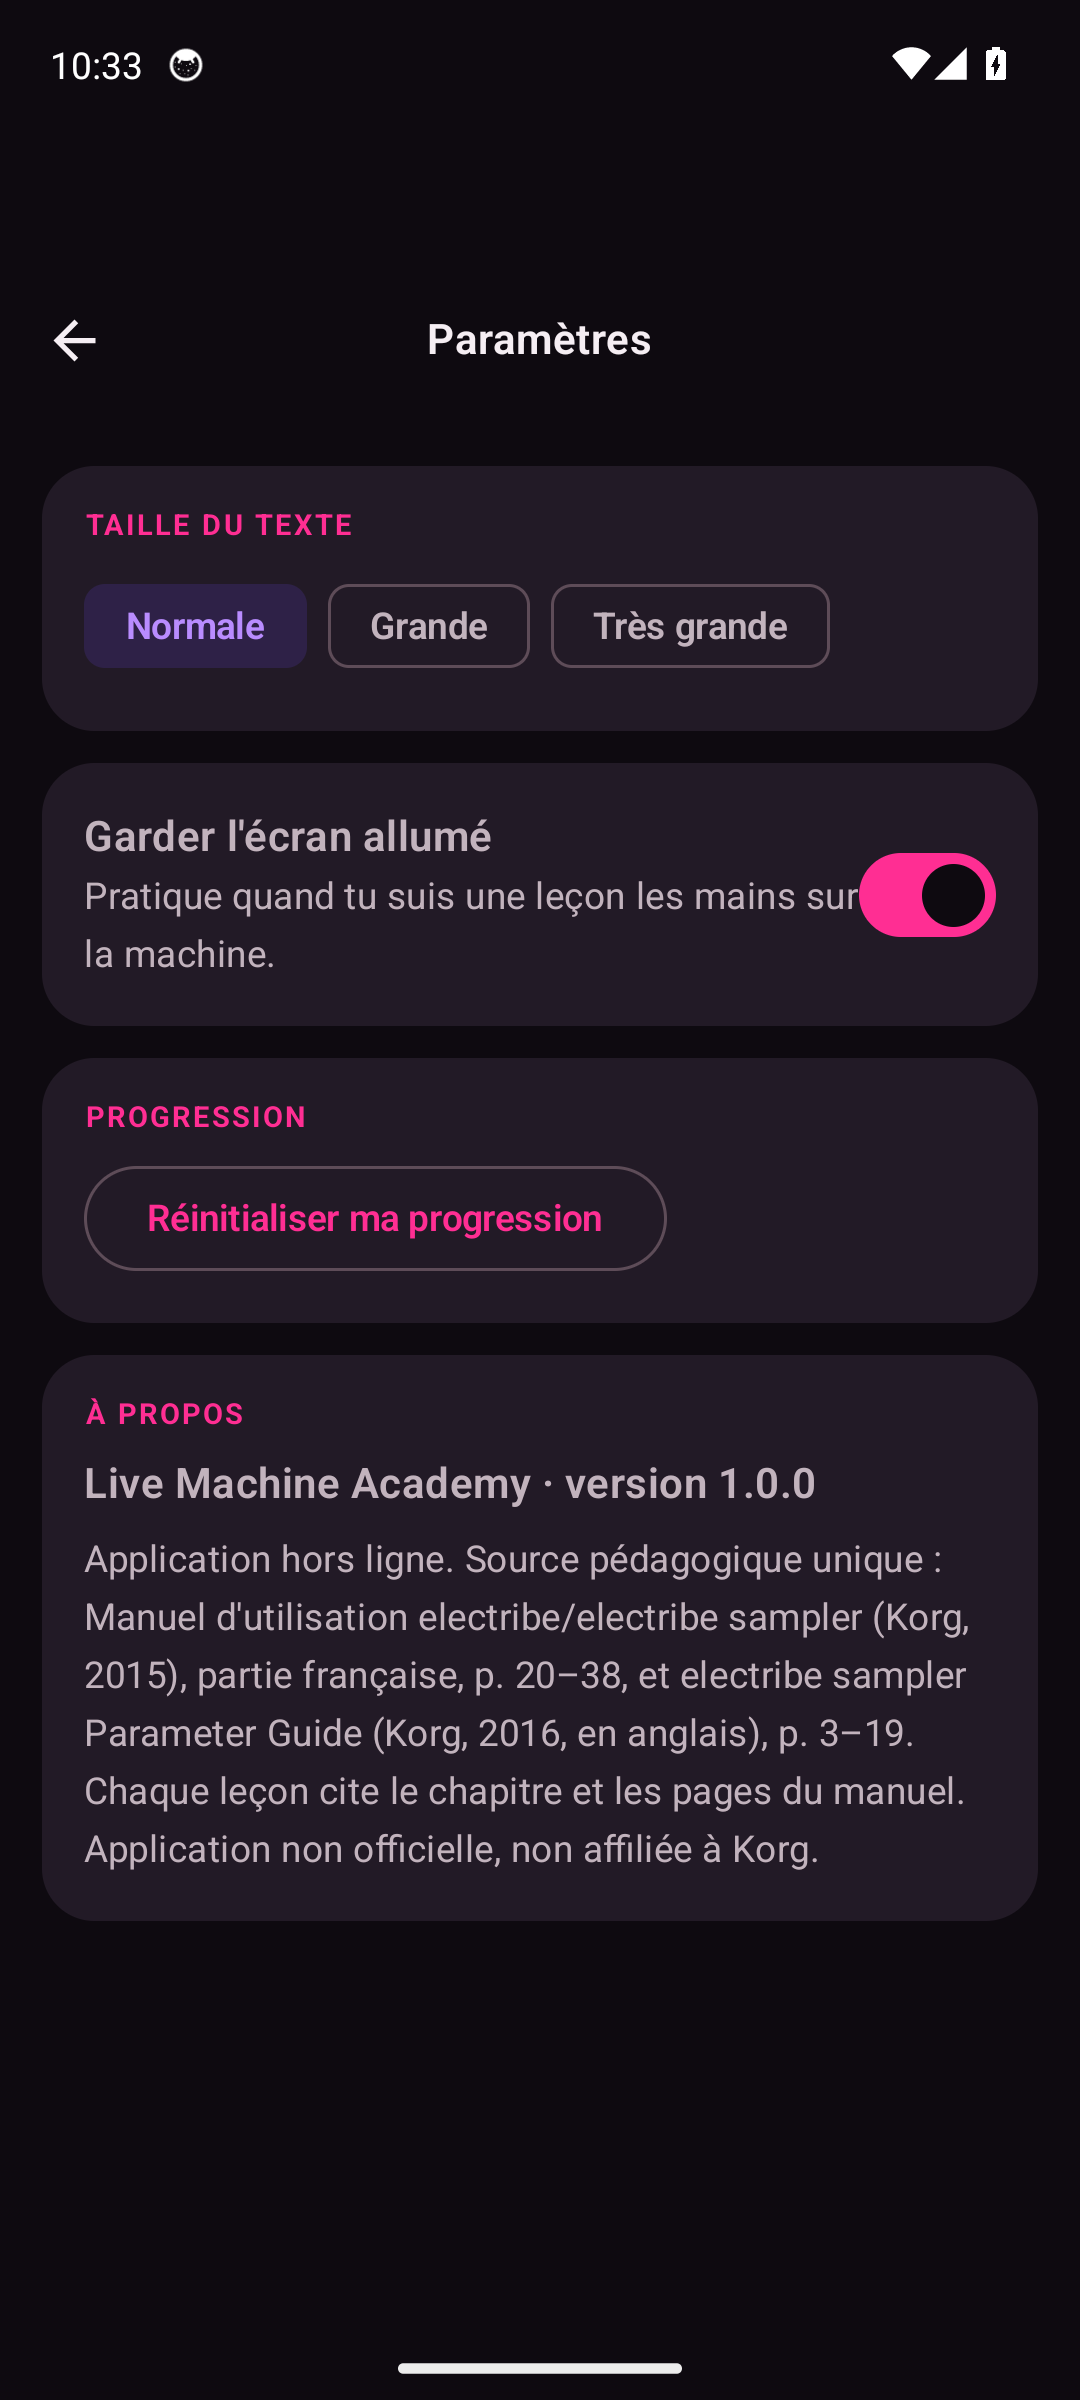 10:33
Paramètres
TAILLE DU TEXTE
Normale
Grande
Très grande
Garder l'écran allumé
Pratique quand tu suis une leçon les mains sur
la machine.
PROGRESSION
Réinitialiser ma progression
À PROPOS
Live Machine Academy · version 1.0.0
Application hors ligne. Source pédagogique unique :
Manuel d'utilisation electribe/electribe sampler (Korg,
2015), partie française, p. 20–38, et electribe sampler
Parameter Guide (Korg, 2016, en anglais), p. 3–19.
Chaque leçon cite le chapitre et les pages du manuel.
Application non officielle, non affiliée à Korg.